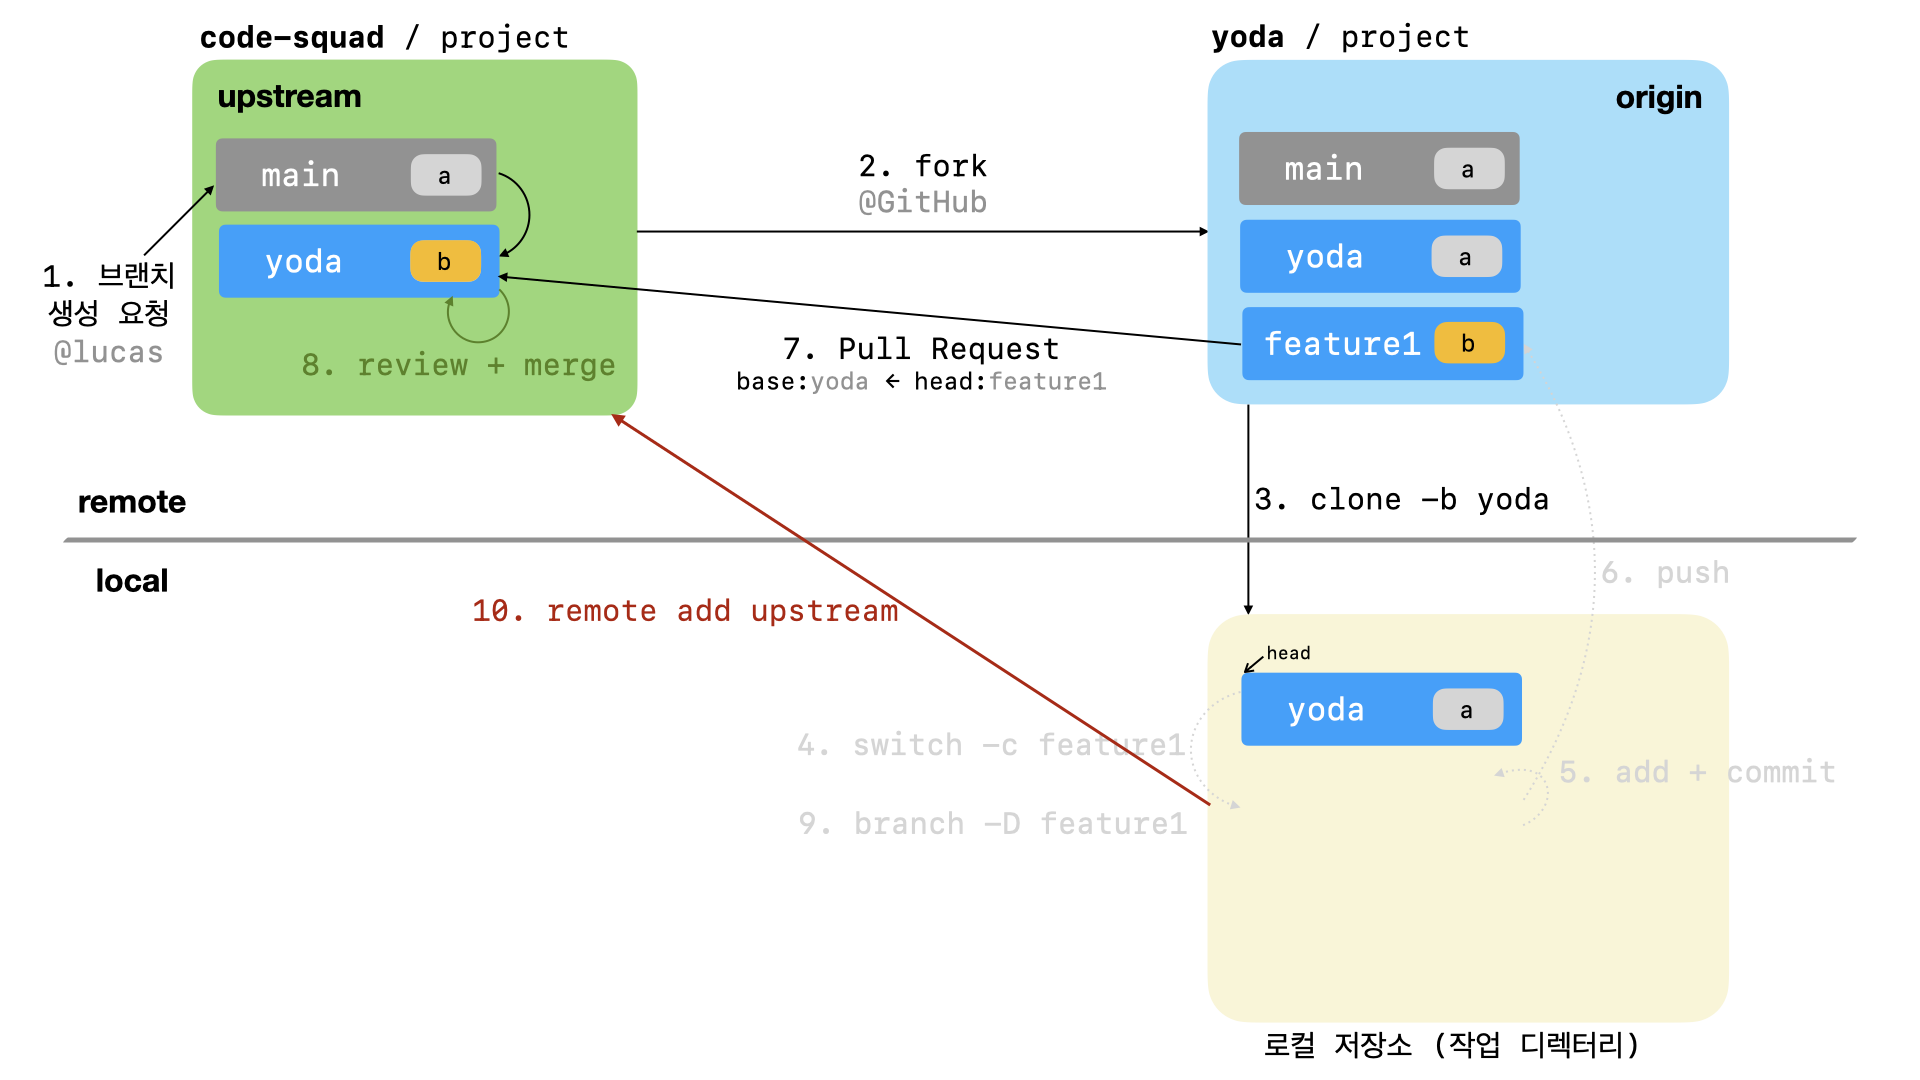 code-squad / project
upstream
main a
yoda b
1. 브랜치
생성 요청
@lucas
8. review + merge
2. fork
@GitHub
yoda / project
origin
main a
yoda a
feature1 b
7. Pull Request
base:yoda ← head:feature1
remote
3. clone -b yoda
local
6. push
10. remote add upstream
head
yoda a
4. switch -c feature1
5. add + commit
9. branch -D feature1
로컬 저장소 (작업 디렉터리)